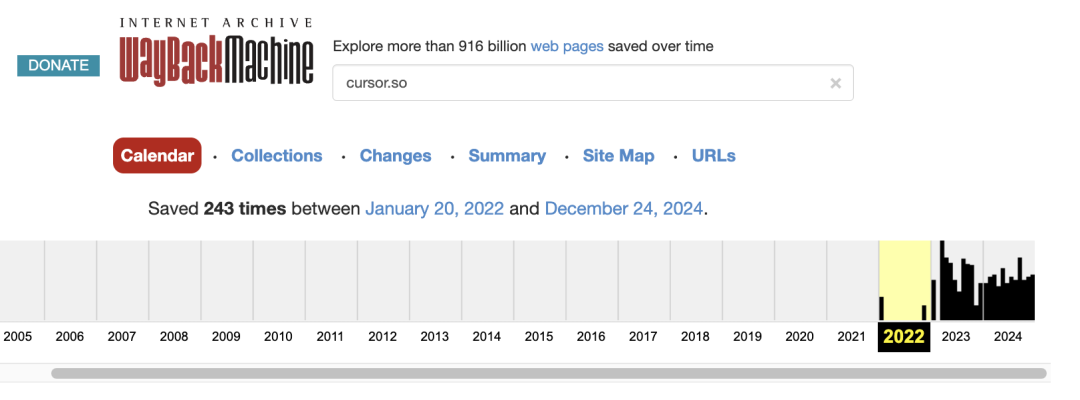 INTERNET ARCHIVE
DONATE
WayBackMachine
Explore more than 916 billion web pages saved over time
cursor.so ×
Calendar · Collections · Changes · Summary · Site Map · URLs
Saved 243 times between January 20, 2022 and December 24, 2024.
2005 2006 2007 2008 2009 2010 2011 2012 2013 2014 2015 2016 2017 2018 2019 2020 2021 2022 2023 2024